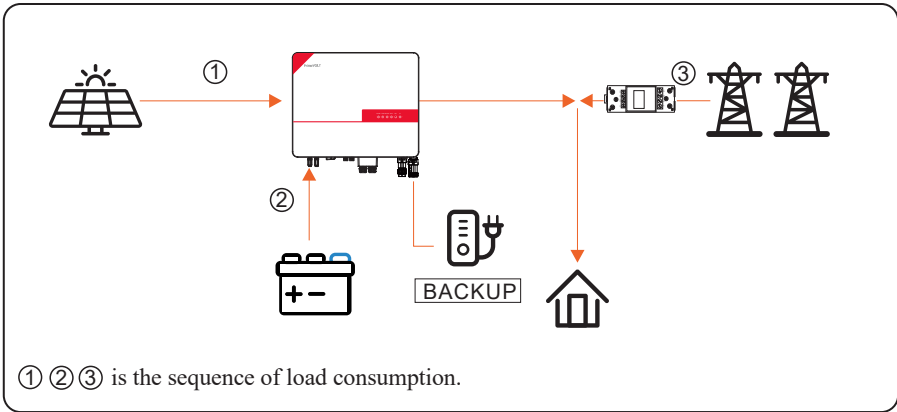 ①
③
②
+ -
BACKUP
① ② ③ is the sequence of load consumption.